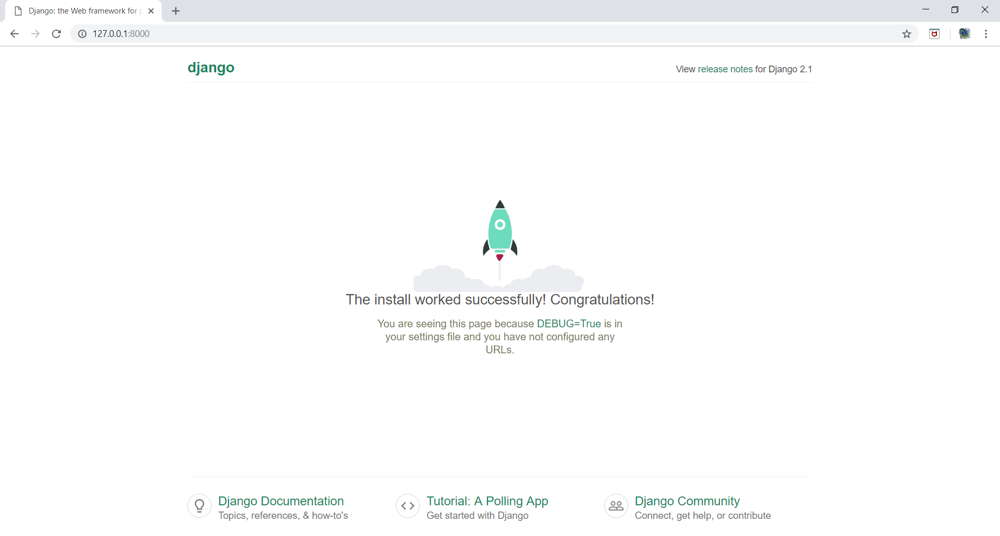 Django: the Web framework for
127.0.0.1:8000
django
View release notes for Django 2.1
The install worked successfully! Congratulations!
You are seeing this page because DEBUG=True is in
your settings file and you have not configured any
URLs.
Django Documentation
Topics, references, & how-to's
Tutorial: A Polling App
Get started with Django
Django Community
Connect, get help, or contribute